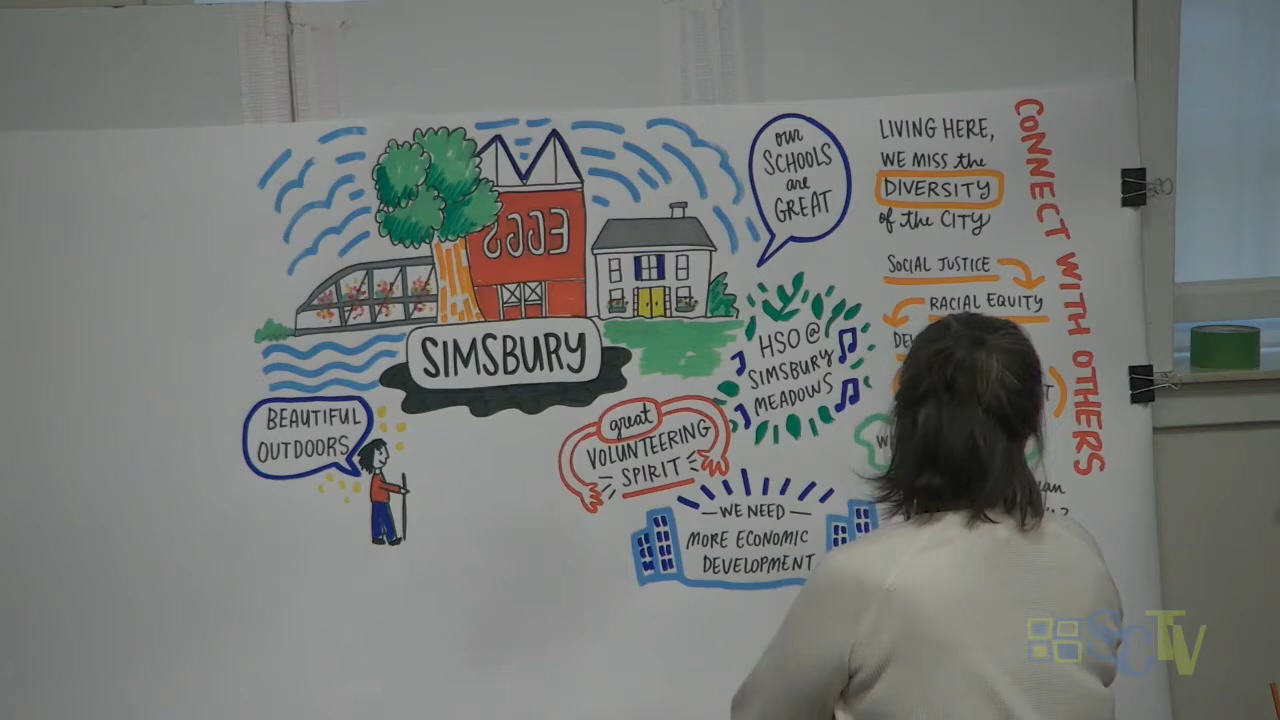 SIMSBURY
EGGS
BEAUTIFUL
OUTDOORS
our
SCHOOLS
are
GREAT
HSO @
SIMSBURY
MEADOWS
great
VOLUNTEERING
SPIRIT
WE NEED
MORE ECONOMIC
DEVELOPMENT
LIVING HERE,
WE MISS the
DIVERSITY
of the CITY
SOCIAL JUSTICE
RACIAL EQUITY
CONNECT WITH OTHERS
SCTV